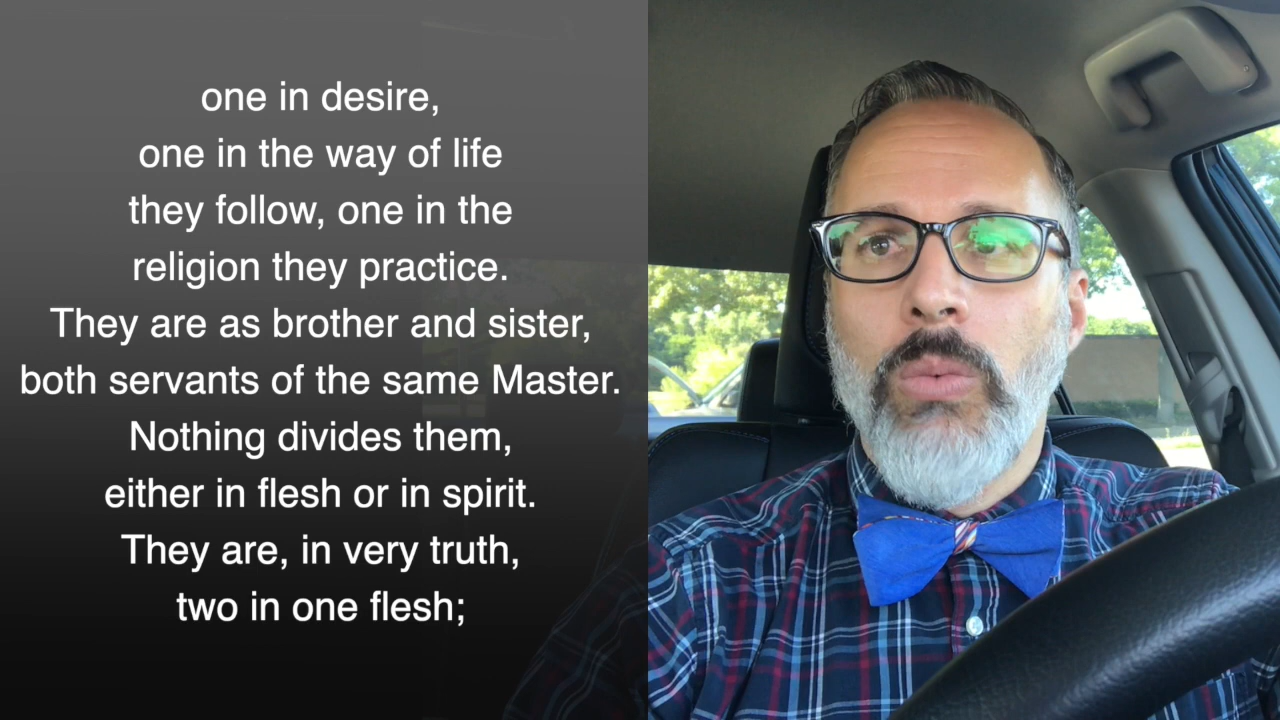 one in desire,
one in the way of life
they follow, one in the
religion they practice.
They are as brother and sister,
both servants of the same Master.
Nothing divides them,
either in flesh or in spirit.
They are, in very truth,
two in one flesh;